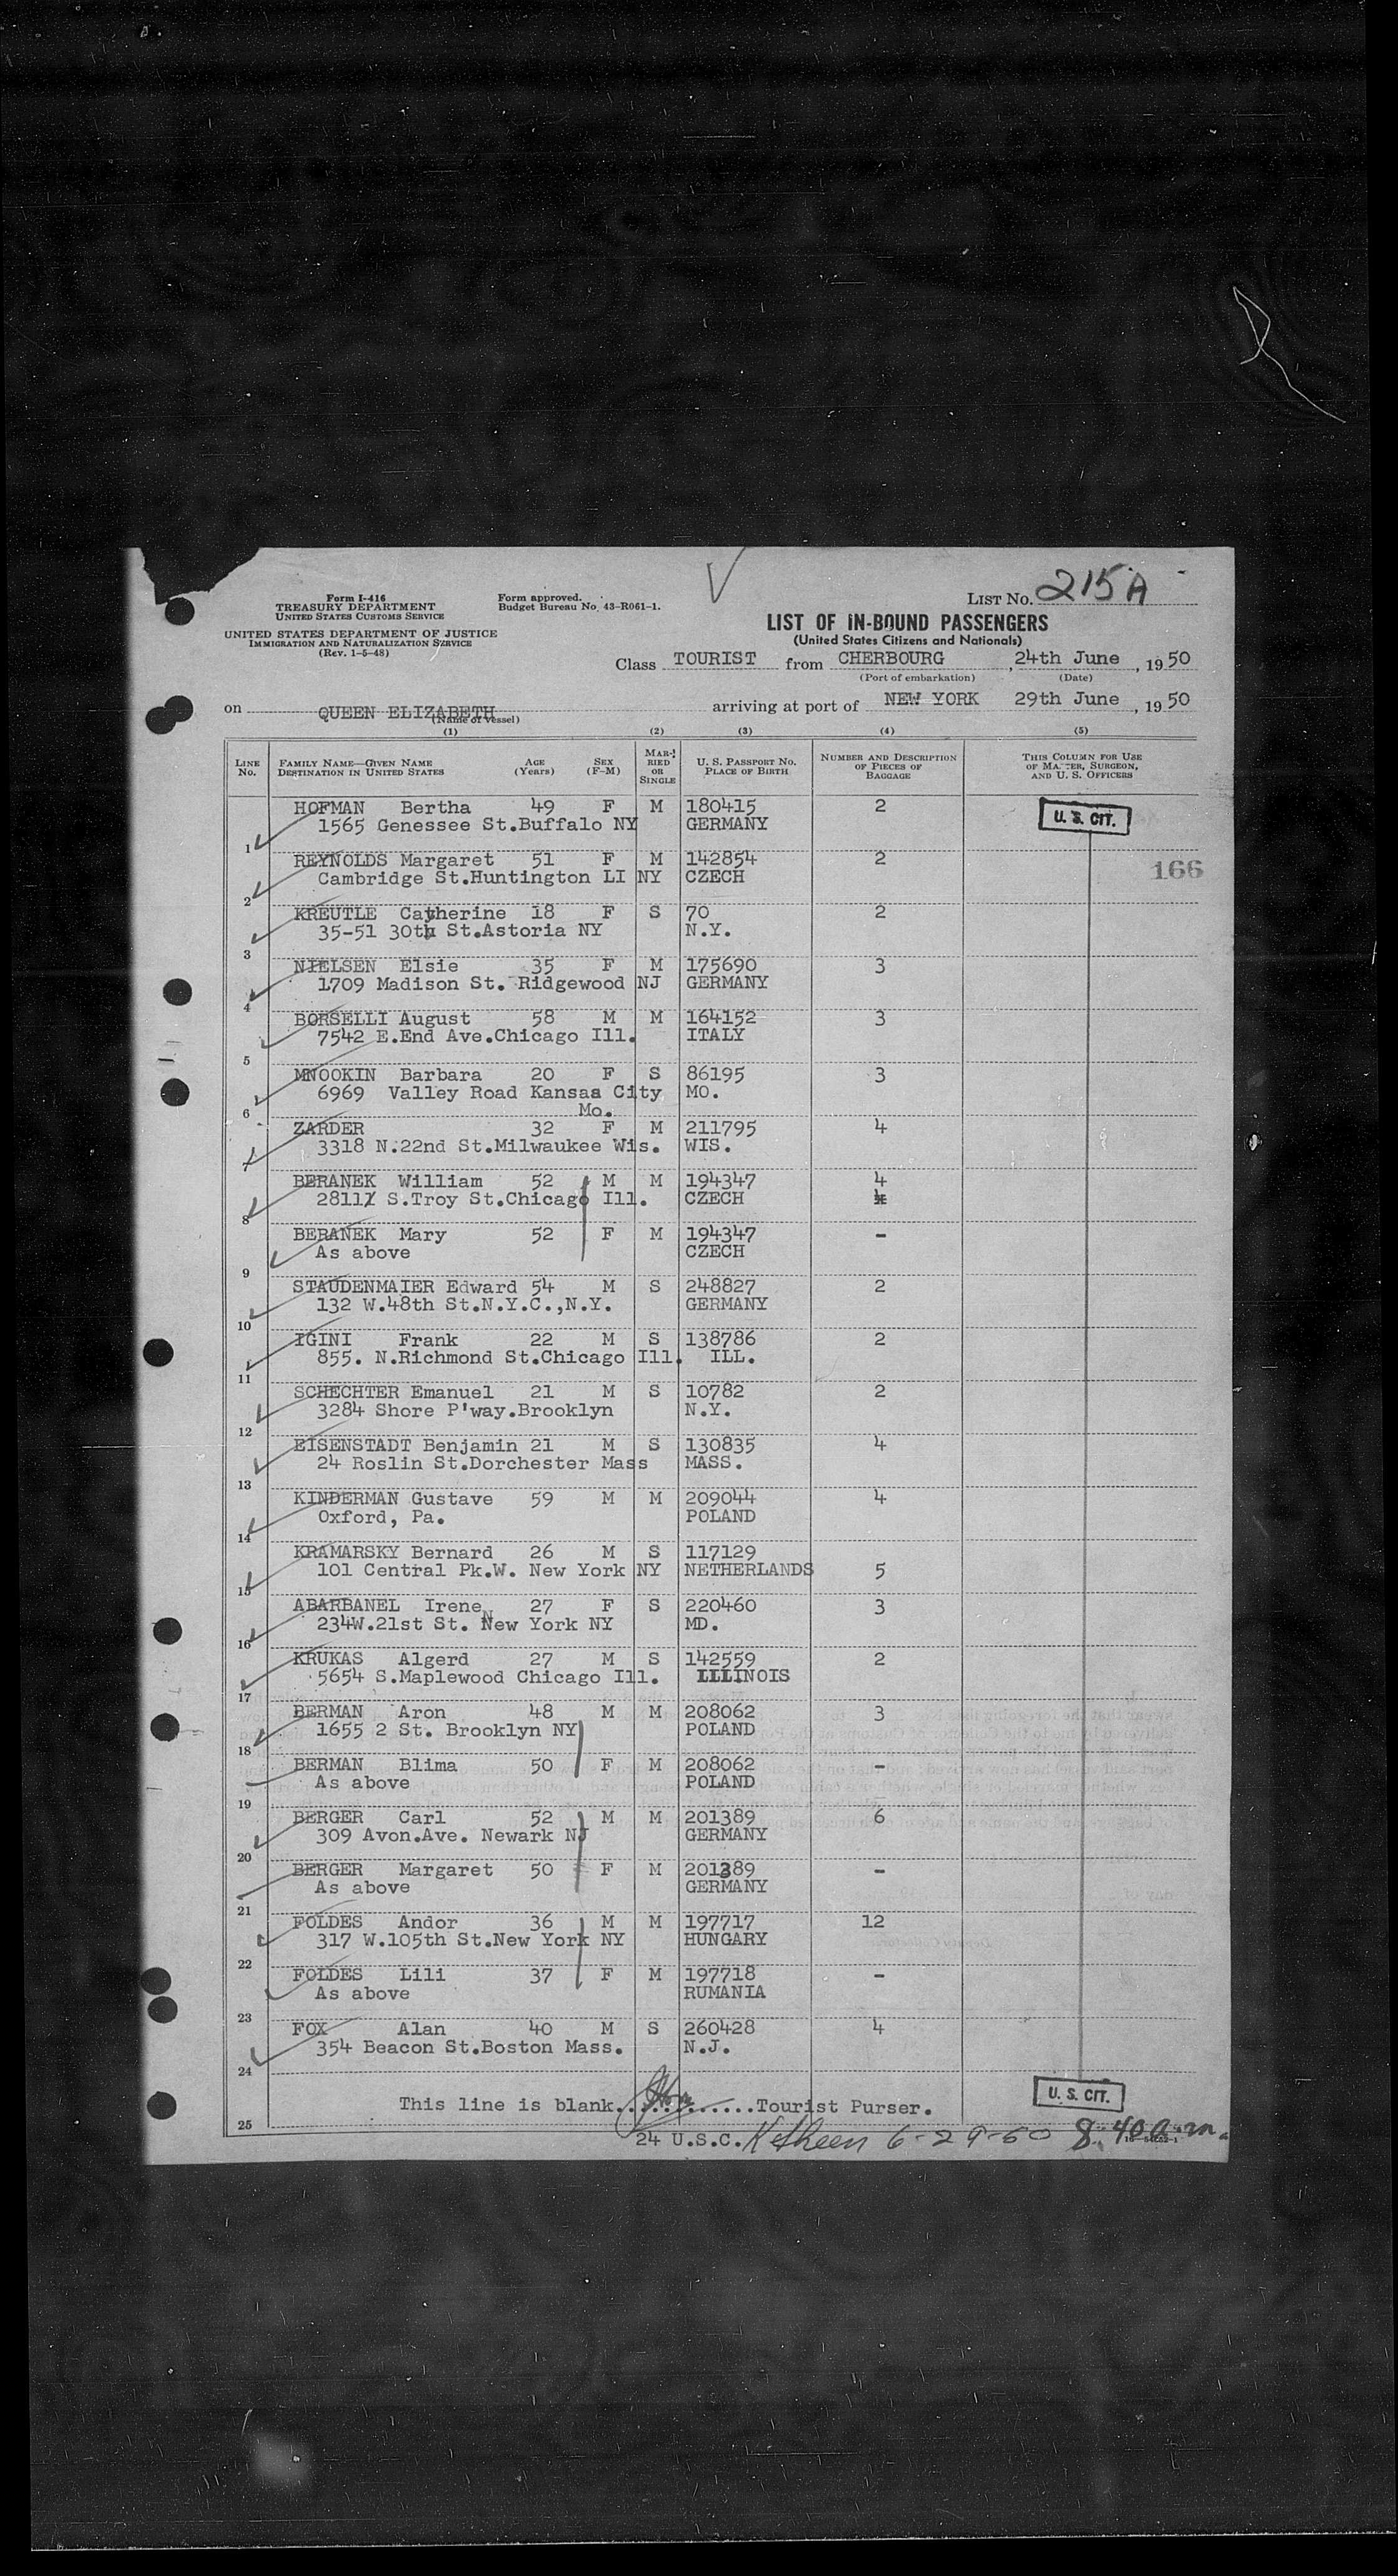 Form I-416
TREASURY DEPARTMENT
UNITED STATES CUSTOMS SERVICE
UNITED STATES DEPARTMENT OF JUSTICE
IMMIGRATION AND NATURALIZATION SERVICE
(Rev. 1-5-48)
Form approved.
Budget Bureau No. 43-R061-1.
LIST NO. 215A
LIST OF IN-BOUND PASSENGERS
(United States Citizens and Nationals)
Class TOURIST from CHERBOURG, 24th June, 1950
(Port of embarkation) (Date)
on QUEEN ELIZABETH arriving at port of NEW YORK 29th June, 1950
(Name of vessel)
(1) (2) (3) (4) (5)
LINE NO. FAMILY NAME—GIVEN NAME DESTINATION IN UNITED STATES AGE (Years) SEX (F-M) MARRIED OR SINGLE U. S. PASSPORT NO. PLACE OF BIRTH NUMBER AND DESCRIPTION OF PIECES OF BAGGAGE THIS COLUMN FOR USE OF MASTER, SURGEON, AND U. S. OFFICERS
HOFMAN Bertha 49 F M 180415 2 U. S. CIT.
1 1565 Genessee St.Buffalo NY GERMANY
REYNOLDS Margaret 51 F M 142854 2 166
2 Cambridge St.Huntington LI NY CZECH
KREUTLE Catherine 18 F S 70 2
3 35-51 30th St.Astoria NY N.Y.
NIELSEN Elsie 35 F M 175690 3
4 1709 Madison St. Ridgewood NJ GERMANY
BORSELLI August 58 M M 164152 3
5 7542 E.End Ave.Chicago Ill. ITALY
MNOOKIN Barbara 20 F S 86195 3
6 6969 Valley Road Kansas City MO.
Mo.
ZARDER 32 F M 211795 4
7 3318 N.22nd St.Milwaukee Wis. WIS.
BERANEK William 52 M M 194347 4
8 2811 S.Troy St.Chicago Ill. CZECH
BERANEK Mary 52 F M 194347 -
9 As above CZECH
STAUDENMAIER Edward 54 M S 248827 2
10 132 W.48th St.N.Y.C.,N.Y. GERMANY
IGINI Frank 22 M S 138786 2
11 855. N.Richmond St.Chicago Ill. ILL.
SCHECHTER Emanuel 21 M S 10782 2
12 3284 Shore P'way.Brooklyn N.Y.
EISENSTADT Benjamin 21 M S 130835 4
13 24 Roslin St.Dorchester Mass MASS.
KINDERMAN Gustave 59 M M 209044 4
14 Oxford, Pa. POLAND
KRAMARSKY Bernard 26 M S 117129
15 101 Central Pk.W. New York NY NETHERLANDS 5
ABARBANEL Irene 27 F S 220460 3
16 234W.21st St. New York NY MD.
KRUKAS Algerd 27 M S 142559 2
17 5654 S.Maplewood Chicago Ill. ILLINOIS
BERMAN Aron 48 M M 208062 3
18 1655 2 St. Brooklyn NY POLAND
BERMAN Blima 50 F M 208062 -
19 As above POLAND
BERGER Carl 52 M M 201389 6
20 309 Avon.Ave. Newark NJ GERMANY
BERGER Margaret 50 F M 201389 -
21 As above GERMANY
FOLDES Andor 36 M M 197717 12
22 317 W.105th St.New York NY HUNGARY
FOLDES Lili 37 F M 197718 -
23 As above RUMANIA
FOX Alan 40 M S 260428 4
24 354 Beacon St.Boston Mass. N.J.
U. S. CIT.
25 This line is blank............Tourist Purser.
24 U.S.C. 6-29-50 8:40 a.m.